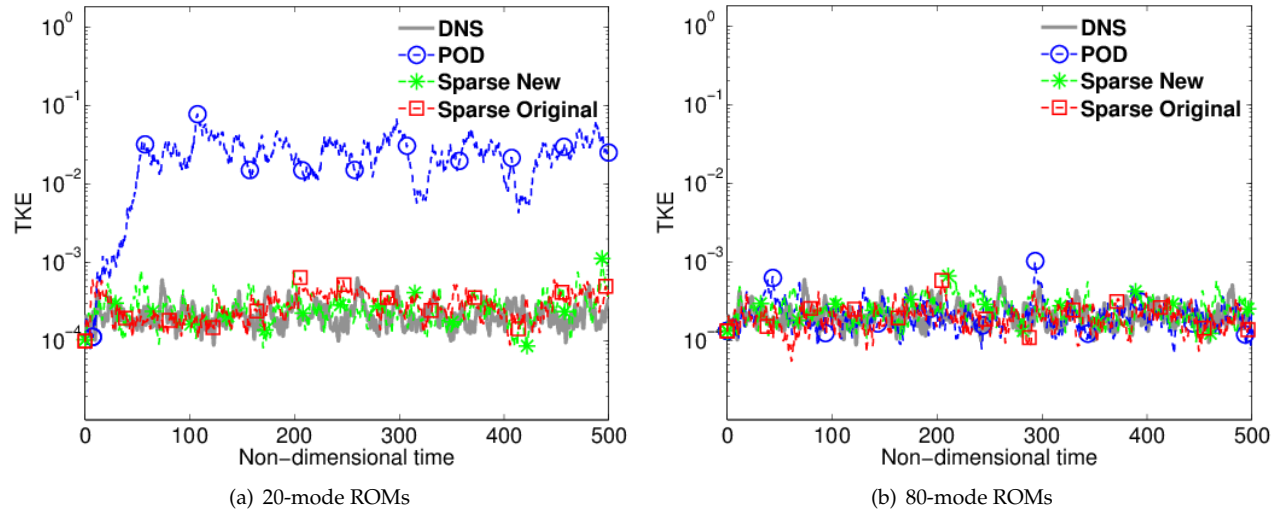 DNS
POD
Sparse New
Sparse Original
10^0
10^-1
10^-2
10^-3
10^-4
TKE
0 100 200 300 400 500
Non-dimensional time
(a) 20-mode ROMs
DNS
POD
Sparse New
Sparse Original
10^0
10^-1
10^-2
10^-3
10^-4
TKE
0 100 200 300 400 500
Non-dimensional time
(b) 80-mode ROMs